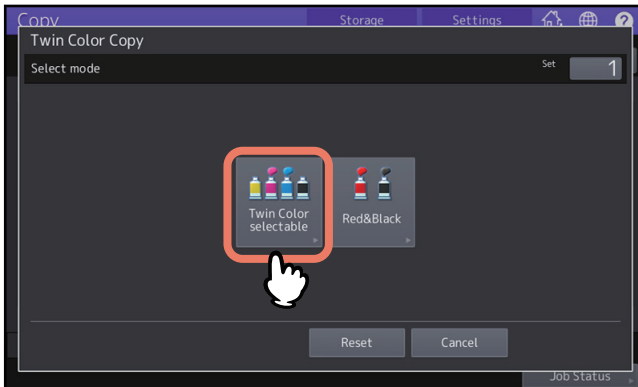 Copy
Storage
Settings
?
Twin Color Copy
Select mode
Set
1
Twin Color
selectable
Red&Black
Reset
Cancel
Job Status